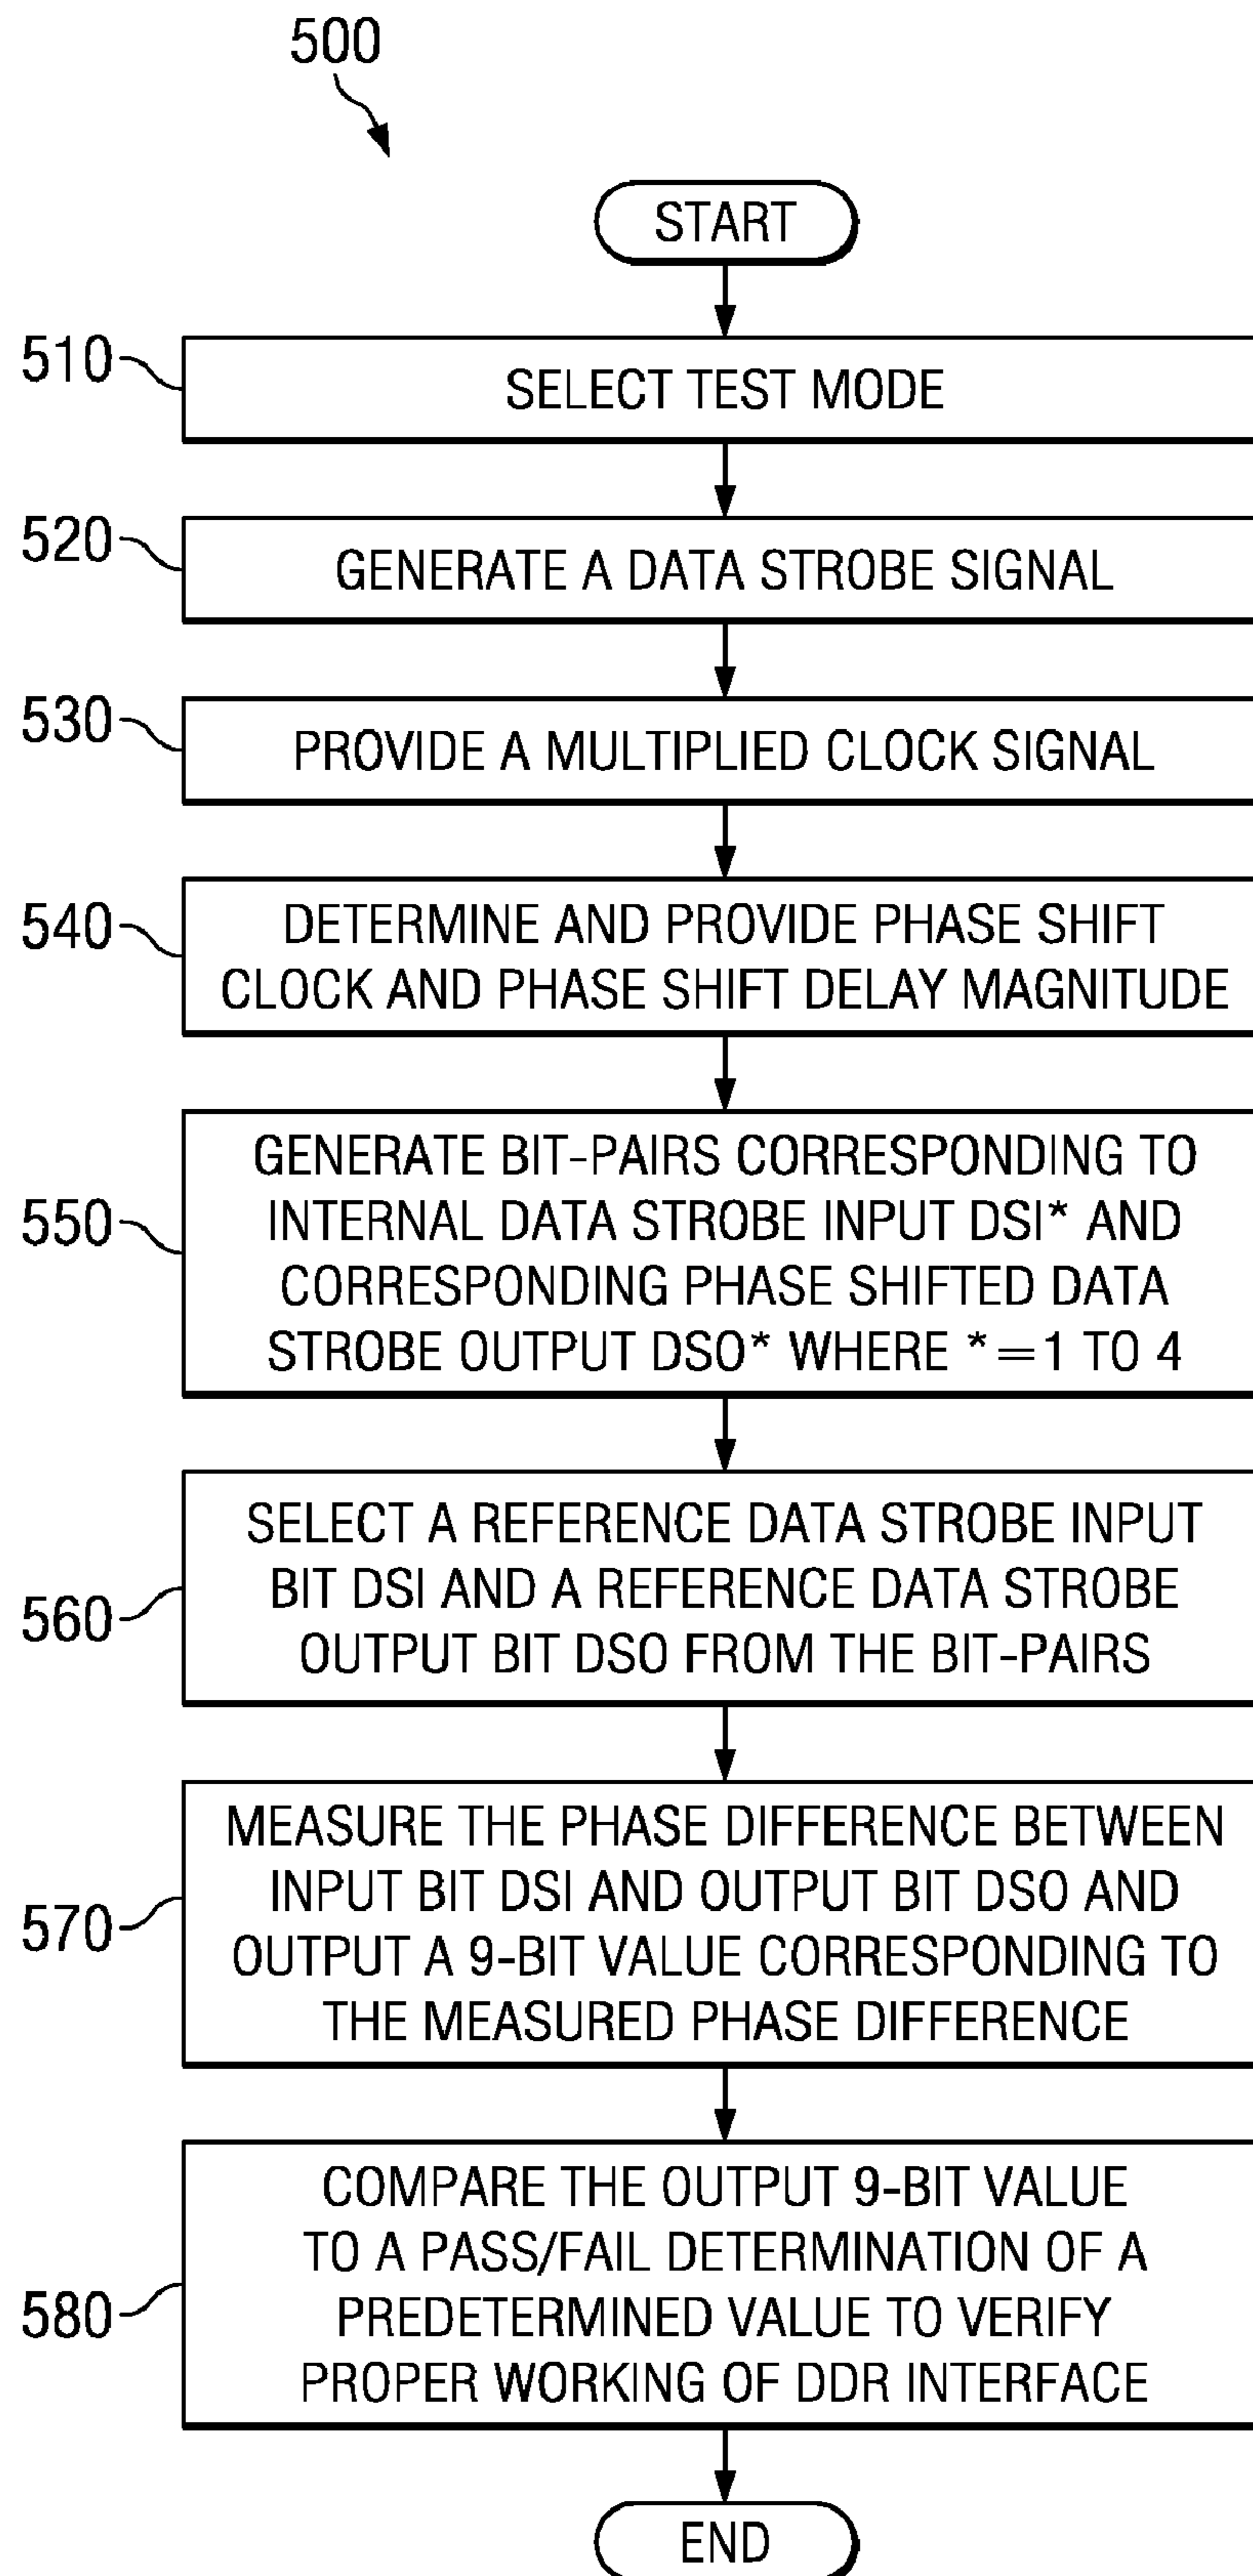 500
START
510
SELECT TEST MODE
520
GENERATE A DATA STROBE SIGNAL
530
PROVIDE A MULTIPLIED CLOCK SIGNAL
540
DETERMINE AND PROVIDE PHASE SHIFT
CLOCK AND PHASE SHIFT DELAY MAGNITUDE
550
GENERATE BIT-PAIRS CORRESPONDING TO
INTERNAL DATA STROBE INPUT DSI* AND
CORRESPONDING PHASE SHIFTED DATA
STROBE OUTPUT DSO* WHERE *=1 TO 4
560
SELECT A REFERENCE DATA STROBE INPUT
BIT DSI AND A REFERENCE DATA STROBE
OUTPUT BIT DSO FROM THE BIT-PAIRS
570
MEASURE THE PHASE DIFFERENCE BETWEEN
INPUT BIT DSI AND OUTPUT BIT DSO AND
OUTPUT A 9-BIT VALUE CORRESPONDING TO
THE MEASURED PHASE DIFFERENCE
580
COMPARE THE OUTPUT 9-BIT VALUE
TO A PASS/FAIL DETERMINATION OF A
PREDETERMINED VALUE TO VERIFY
PROPER WORKING OF DDR INTERFACE
END